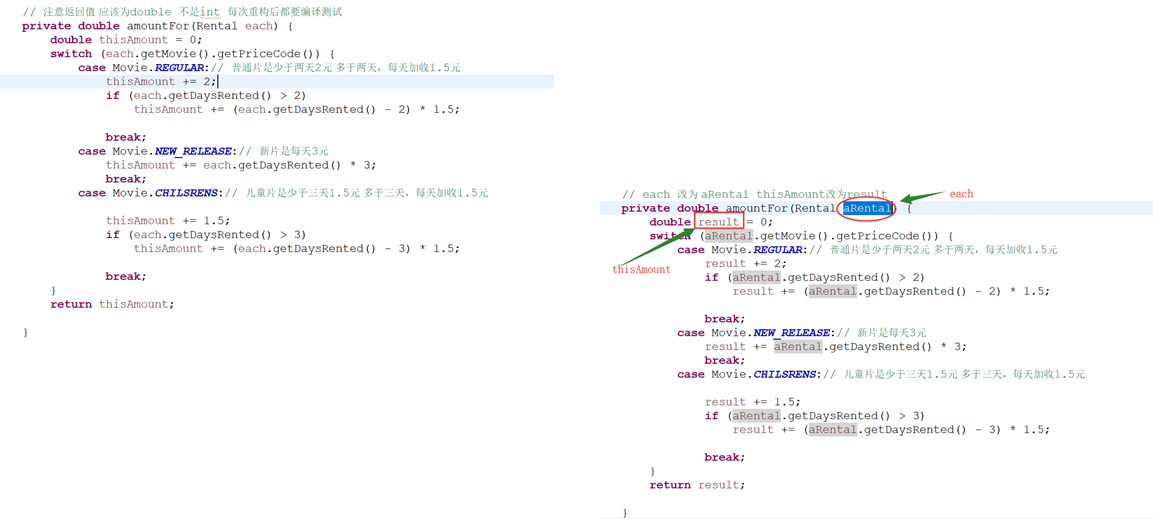 // 注意返回值 应该为double 不是int 每次重构后都要编译测试
private double amountFor(Rental each) {
double thisAmount = 0;
switch (each.getMovie().getPriceCode()) {
case Movie.REGULAR:// 普通片是少于两天2元 多于两天，每天加收1.5元
thisAmount += 2;
if (each.getDaysRented() > 2)
thisAmount += (each.getDaysRented() - 2) * 1.5;
break;
case Movie.NEW_RELEASE:// 新片是每天3元
thisAmount += each.getDaysRented() * 3;
break;
case Movie.CHILSRENS:// 儿童片是少于三天1.5元 多于三天，每天加收1.5元
thisAmount += 1.5;
if (each.getDaysRented() > 3)
thisAmount += (each.getDaysRented() - 3) * 1.5;
break;
}
return thisAmount;
}
// each 改为 aRental thisAmount改为result
each
private double amountFor(Rental aRental) {
double result = 0;
switch (aRental.getMovie().getPriceCode()) {
case Movie.REGULAR:// 普通片是少于两天2元 多于两天，每天加收1.5元
thisAmount
result += 2;
if (aRental.getDaysRented() > 2)
result += (aRental.getDaysRented() - 2) * 1.5;
break;
case Movie.NEW_RELEASE:// 新片是每天3元
result += aRental.getDaysRented() * 3;
break;
case Movie.CHILSRENS:// 儿童片是少于三天1.5元 多于三天，每天加收1.5元
result += 1.5;
if (aRental.getDaysRented() > 3)
result += (aRental.getDaysRented() - 3) * 1.5;
break;
}
return result;
}